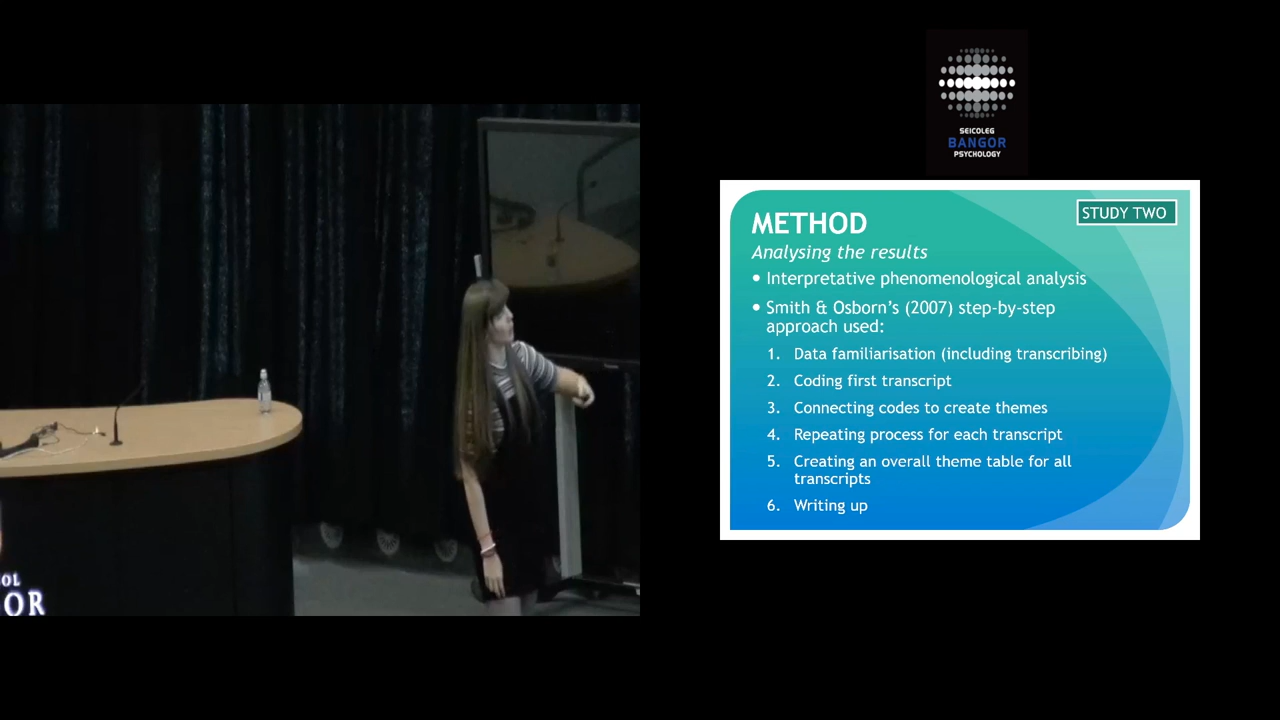 SEICOLEG
BANGOR
PSYCHOLOGY
STUDY TWO
METHOD
Analysing the results
• Interpretative phenomenological analysis
• Smith & Osborn's (2007) step-by-step
approach used:
1. Data familiarisation (including transcribing)
2. Coding first transcript
3. Connecting codes to create themes
4. Repeating process for each transcript
5. Creating an overall theme table for all
transcripts
6. Writing up
OL
OR